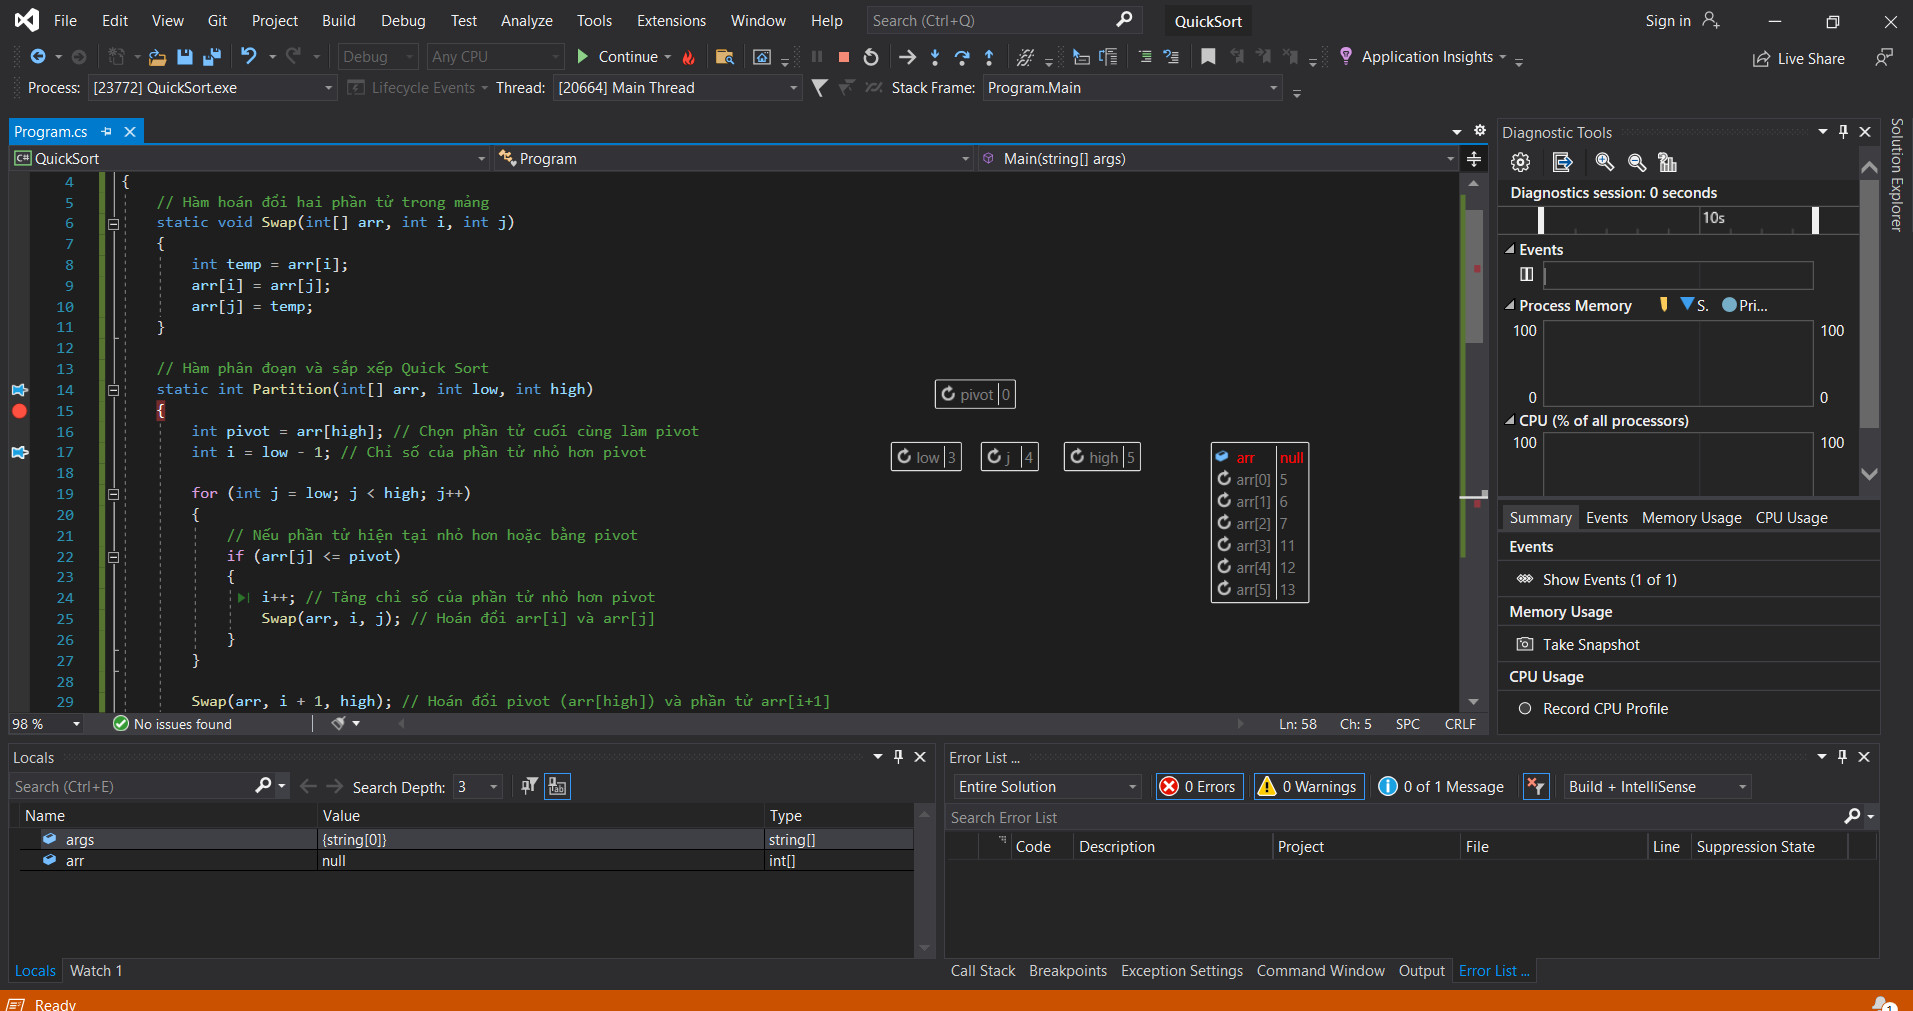 File Edit View Git Project Build Debug Test Analyze Tools Extensions Window Help Search (Ctrl+Q) QuickSort Sign in
Debug Any CPU Continue Application Insights Live Share
Process: [23772] QuickSort.exe Lifecycle Events Thread: [20664] Main Thread Stack Frame: Program.Main
Program.cs
QuickSort Program Main(string[] args)
4 {
5 // Hàm hoán đổi hai phần tử trong mảng
6 static void Swap(int[] arr, int i, int j)
7 {
8 int temp = arr[i];
9 arr[i] = arr[j];
10 arr[j] = temp;
11 }
12
13 // Hàm phân đoạn và sắp xếp Quick Sort
14 static int Partition(int[] arr, int low, int high)
15 {
16 int pivot = arr[high]; // Chọn phần tử cuối cùng làm pivot
17 int i = low - 1; // Chỉ số của phần tử nhỏ hơn pivot
18
19 for (int j = low; j < high; j++)
20 {
21 // Nếu phần tử hiện tại nhỏ hơn hoặc bằng pivot
22 if (arr[j] <= pivot)
23 {
24 i++; // Tăng chỉ số của phần tử nhỏ hơn pivot
25 Swap(arr, i, j); // Hoán đổi arr[i] và arr[j]
26 }
27 }
28
29 Swap(arr, i + 1, high); // Hoán đổi pivot (arr[high]) và phần tử arr[i+1]
pivot 0
low 3 j 4 high 5
arr null
arr[0] 5
arr[1] 6
arr[2] 7
arr[3] 11
arr[4] 12
arr[5] 13
98 % No issues found Ln: 58 Ch: 5 SPC CRLF
Diagnostic Tools
Diagnostics session: 0 seconds
10s
Events
Process Memory S. Pri...
100 100
0 0
CPU (% of all processors)
100 100
Summary Events Memory Usage CPU Usage
Events
Show Events (1 of 1)
Memory Usage
Take Snapshot
CPU Usage
Record CPU Profile
Solution Explorer
Locals
Search (Ctrl+E) Search Depth: 3
Name Value Type
args {string[0]} string[]
arr null int[]
Locals Watch 1
Error List ...
Entire Solution 0 Errors 0 Warnings 0 of 1 Message Build + IntelliSense
Search Error List
Code Description Project File Line Suppression State
Call Stack Breakpoints Exception Settings Command Window Output Error List ...
Ready 1